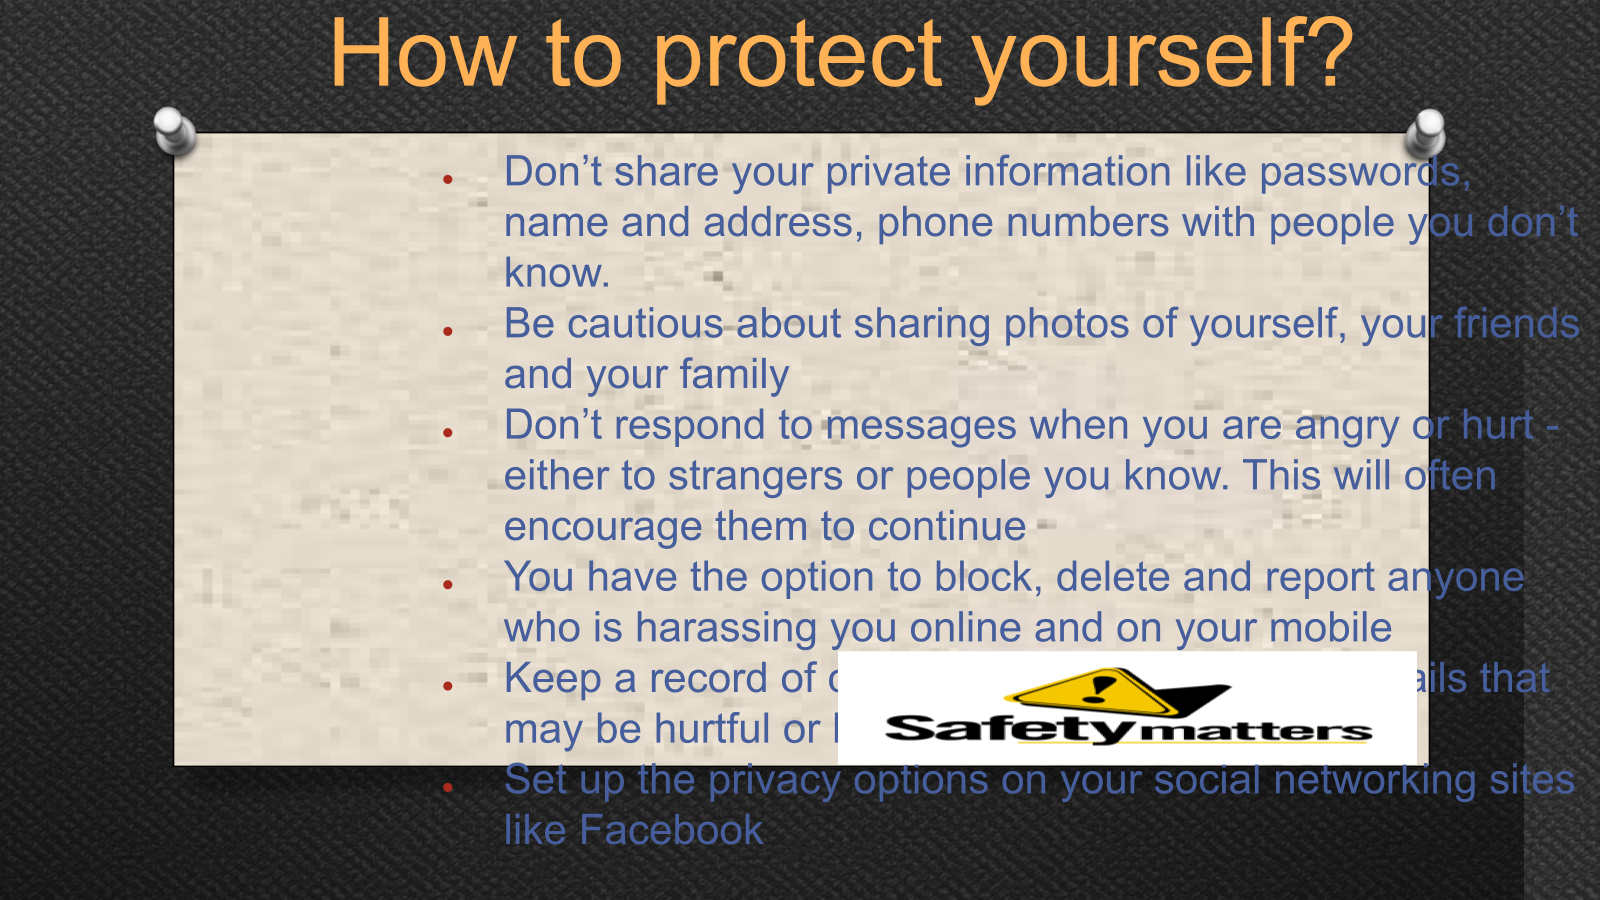 How to protect yourself?
Don’t share your private information like passwords,
name and address, phone numbers with people you don’t
know.
Be cautious about sharing photos of yourself, your friends
and your family
Don’t respond to messages when you are angry or hurt -
either to strangers or people you know. This will often
encourage them to continue
You have the option to block, delete and report anyone
who is harassing you online and on your mobile
Keep a record of that
may be hurtful or
Safetymatters
Set up the privacy options on your social networking sites
like Facebook